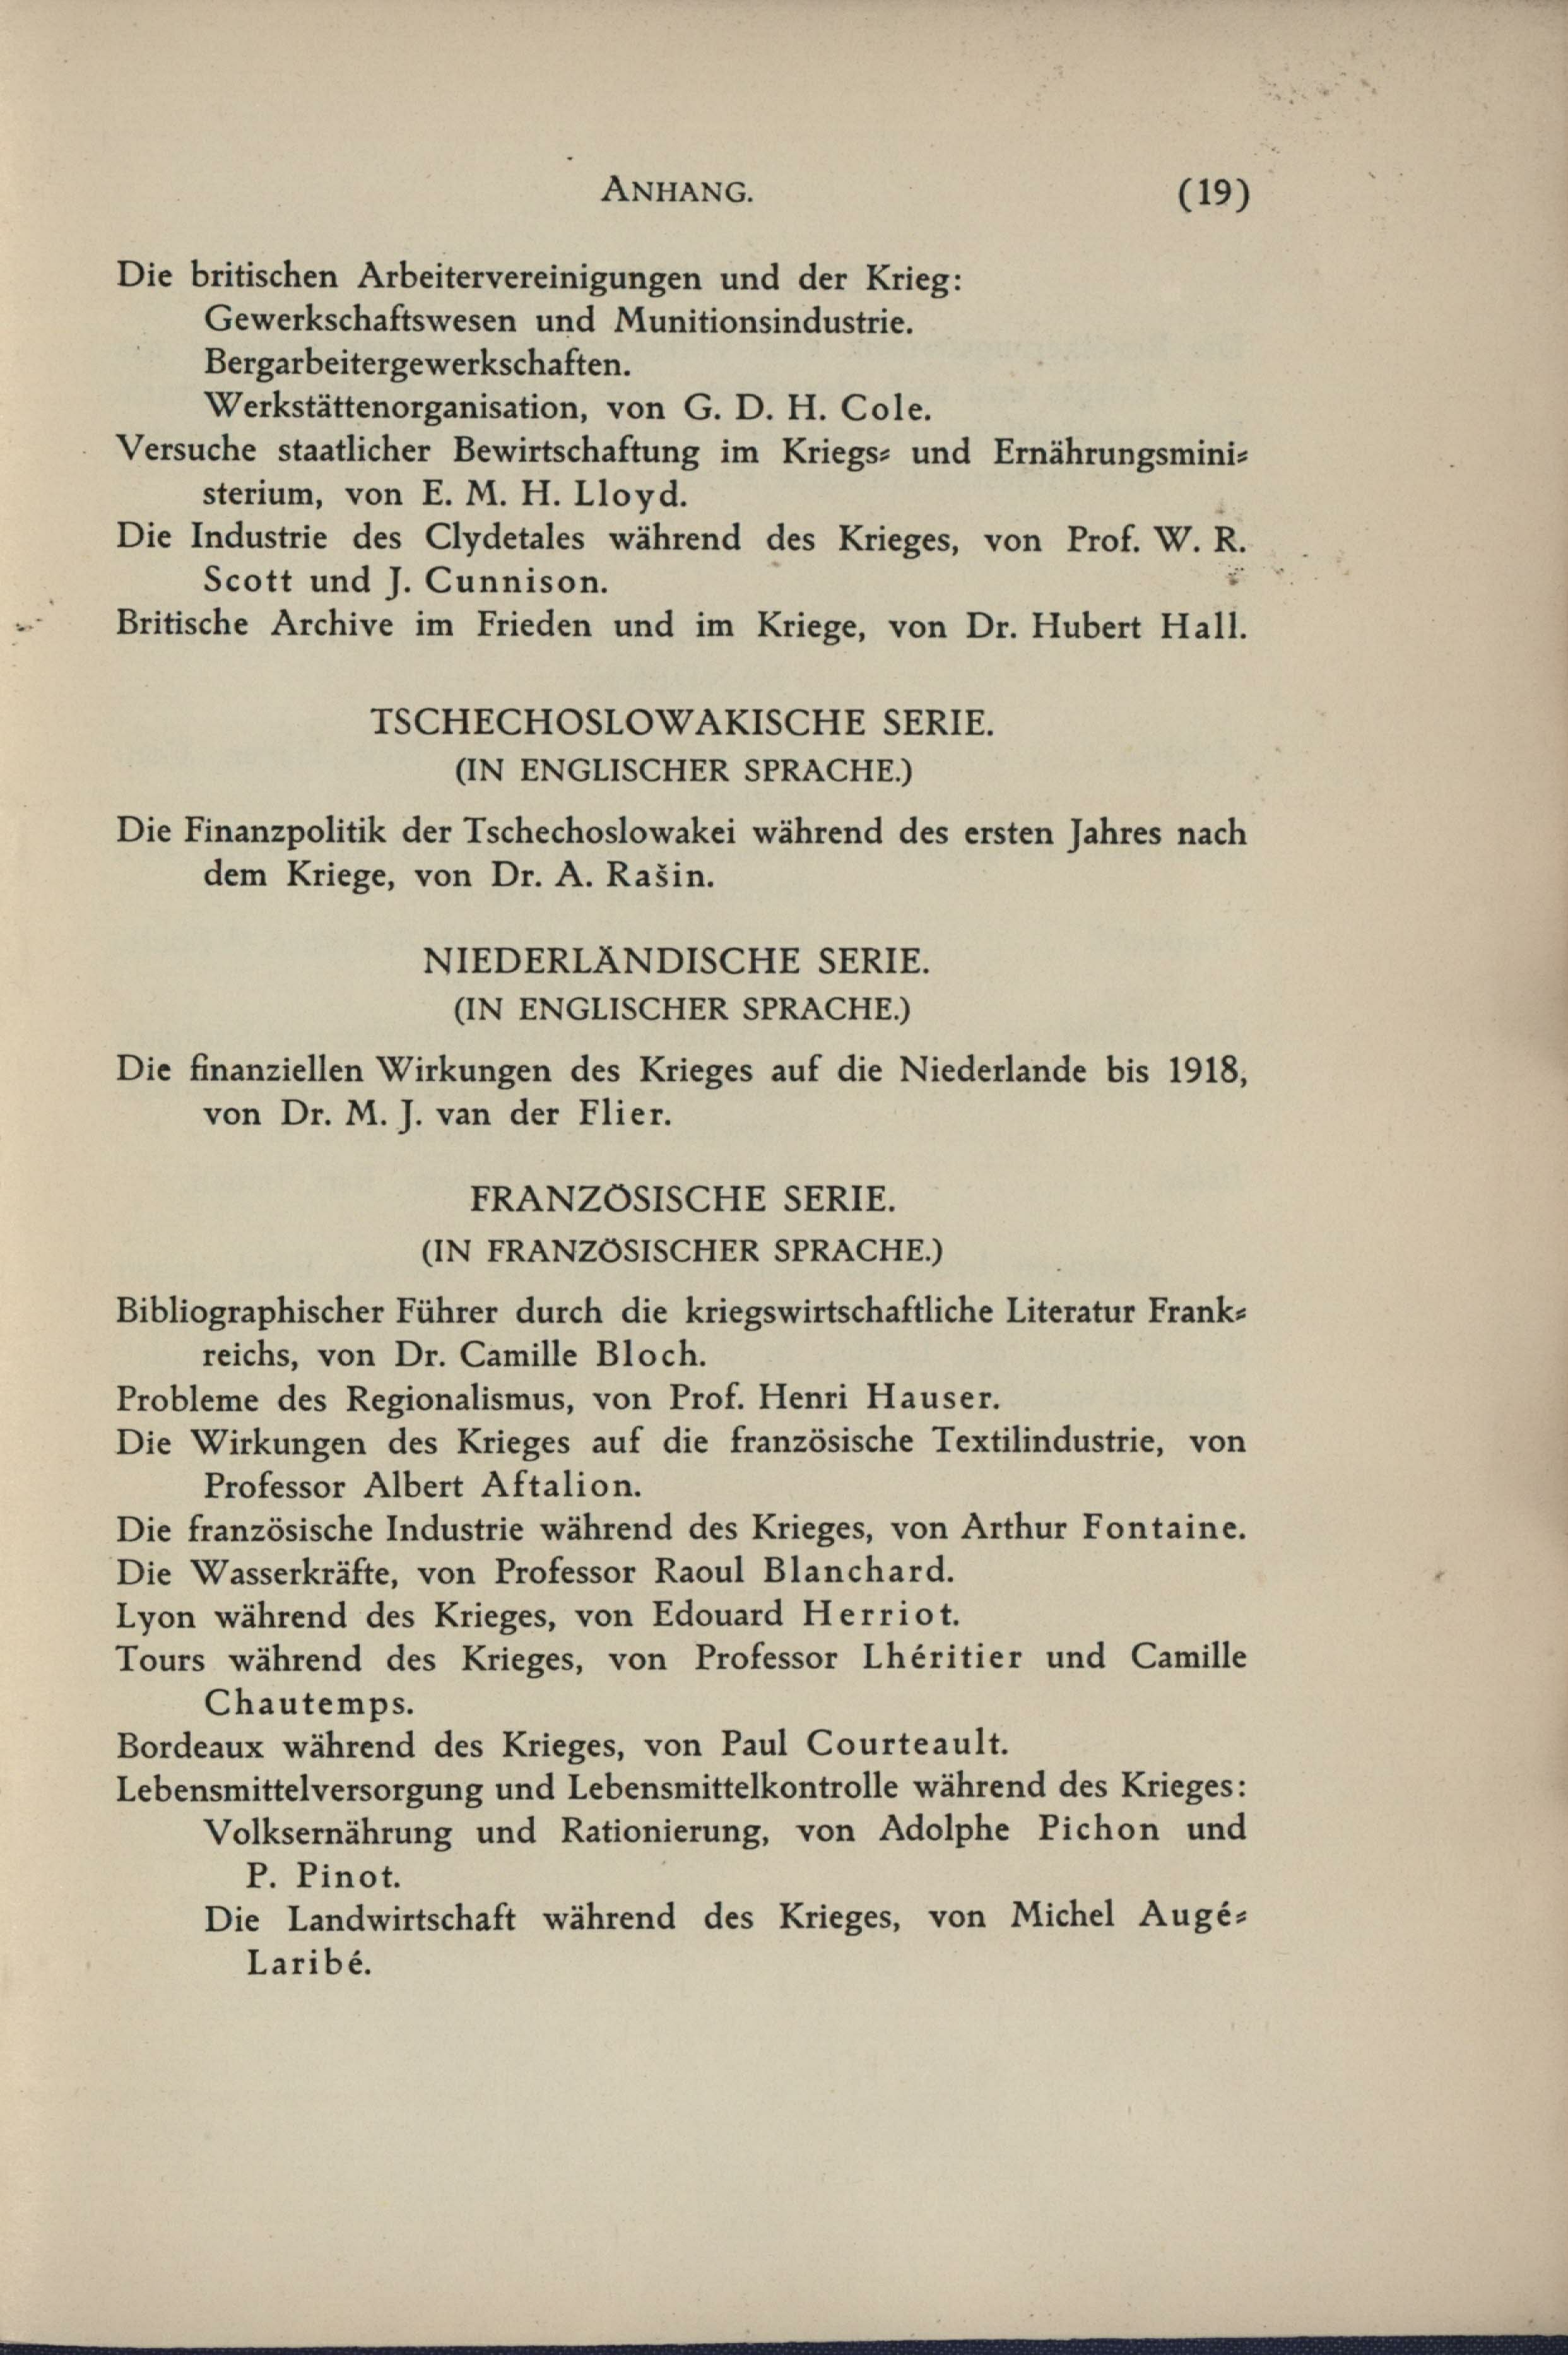 ANHANG. (19)
Die britischen Arbeitervereinigungen und der Krieg:
Gewerkschaftswesen und Munitionsindustrie.
Bergarbeitergewerkschaften.
Werkstättenorganisation, von G. D. H. Cole.
Versuche staatlicher Bewirtschaftung im Kriegs- und Ernährungsmini-
sterium, von E. M. H. Lloyd.
Die Industrie des Clydetales während des Krieges, von Prof. W. R.
Scott und J. Cunnison.
Britische Archive im Frieden und im Kriege, von Dr. Hubert Hall.
TSCHECHOSLOWAKISCHE SERIE.
(IN ENGLISCHER SPRACHE.)
Die Finanzpolitik der Tschechoslowakei während des ersten Jahres nach
dem Kriege, von Dr. A. Rašin.
NIEDERLÄNDISCHE SERIE.
(IN ENGLISCHER SPRACHE.)
Die finanziellen Wirkungen des Krieges auf die Niederlande bis 1918,
von Dr. M. J. van der Flier.
FRANZÖSISCHE SERIE.
(IN FRANZÖSISCHER SPRACHE.)
Bibliographischer Führer durch die kriegswirtschaftliche Literatur Frank-
reichs, von Dr. Camille Bloch.
Probleme des Regionalismus, von Prof. Henri Hauser.
Die Wirkungen des Krieges auf die französische Textilindustrie, von
Professor Albert Aftalion.
Die französische Industrie während des Krieges, von Arthur Fontaine.
Die Wasserkräfte, von Professor Raoul Blanchard.
Lyon während des Krieges, von Edouard Herriot.
Tours während des Krieges, von Professor Lhéritier und Camille
Chautemps.
Bordeaux während des Krieges, von Paul Courteault.
Lebensmittelversorgung und Lebensmittelkontrolle während des Krieges:
Volksernährung und Rationierung, von Adolphe Pichon und
P. Pinot.
Die Landwirtschaft während des Krieges, von Michel Augé-
Laribé.